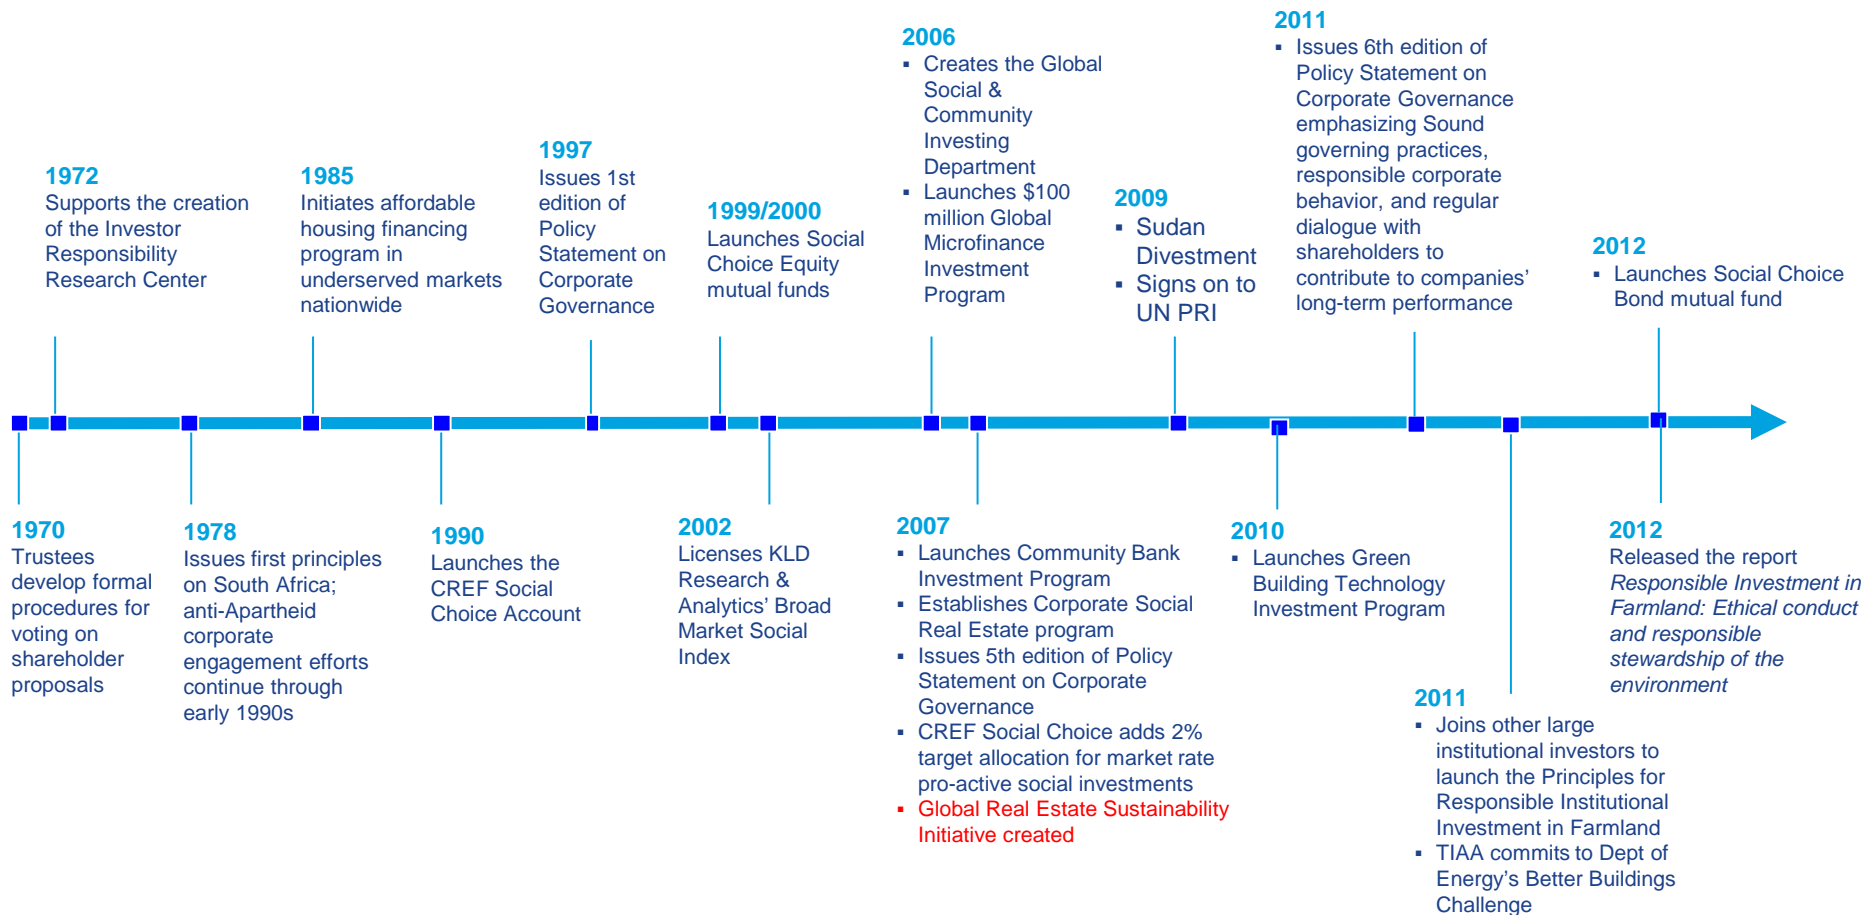 1972
Supports the creation
of the Investor
Responsibility
Research Center
1985
Initiates affordable
housing financing
program in
underserved markets
nationwide
1997
Issues 1st
edition of
Policy
Statement on
Corporate
Governance
1999/2000
Launches Social
Choice Equity
mutual funds
2006
▪ Creates the Global
Social &
Community
Investing
Department
▪ Launches $100
million Global
Microfinance
Investment
Program
2009
▪ Sudan
Divestment
▪ Signs on to
UN PRI
2011
▪ Issues 6th edition of
Policy Statement on
Corporate Governance
emphasizing Sound
governing practices,
responsible corporate
behavior, and regular
dialogue with
shareholders to
contribute to companies’
long-term performance
2012
▪ Launches Social Choice
Bond mutual fund
1970
Trustees
develop formal
procedures for
voting on
shareholder
proposals
1978
Issues first principles
on South Africa;
anti-Apartheid
corporate
engagement efforts
continue through
early 1990s
1990
Launches the
CREF Social
Choice Account
2002
Licenses KLD
Research &
Analytics’ Broad
Market Social
Index
2007
▪ Launches Community Bank
Investment Program
▪ Establishes Corporate Social
Real Estate program
▪ Issues 5th edition of Policy
Statement on Corporate
Governance
▪ CREF Social Choice adds 2%
target allocation for market rate
pro-active social investments
▪ Global Real Estate Sustainability
Initiative created
2010
▪ Launches Green
Building Technology
Investment Program
2011
▪ Joins other large
institutional investors to
launch the Principles for
Responsible Institutional
Investment in Farmland
▪ TIAA commits to Dept of
Energy’s Better Buildings
Challenge
2012
Released the report
Responsible Investment in
Farmland: Ethical conduct
and responsible
stewardship of the
environment